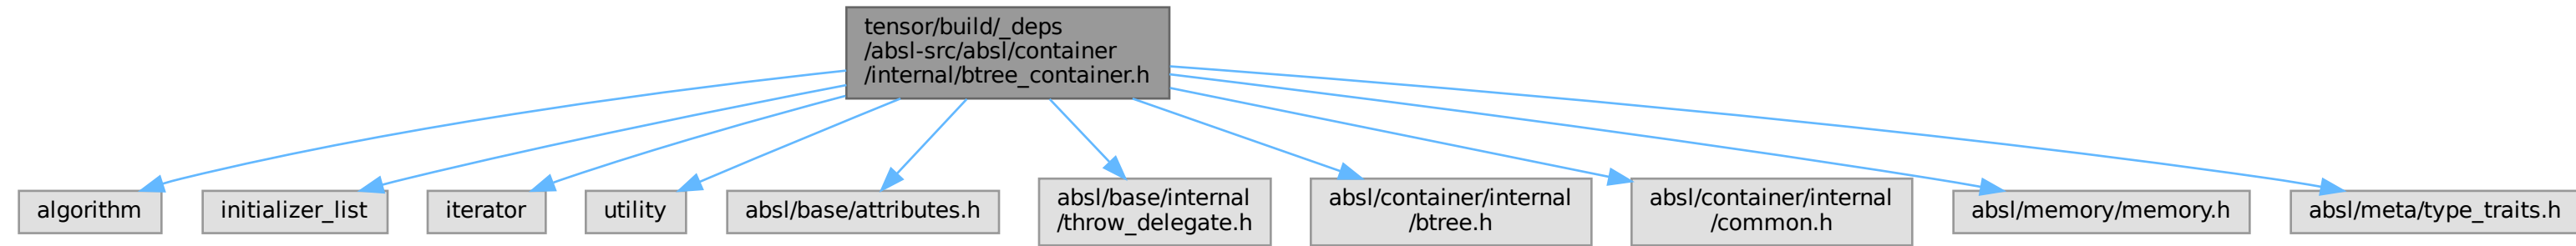 tensor/build/_deps
/absl-src/absl/container
/internal/btree_container.h
algorithm
initializer_list
iterator
utility
absl/base/attributes.h
absl/base/internal
/throw_delegate.h
absl/container/internal
/btree.h
absl/container/internal
/common.h
absl/memory/memory.h
absl/meta/type_traits.h